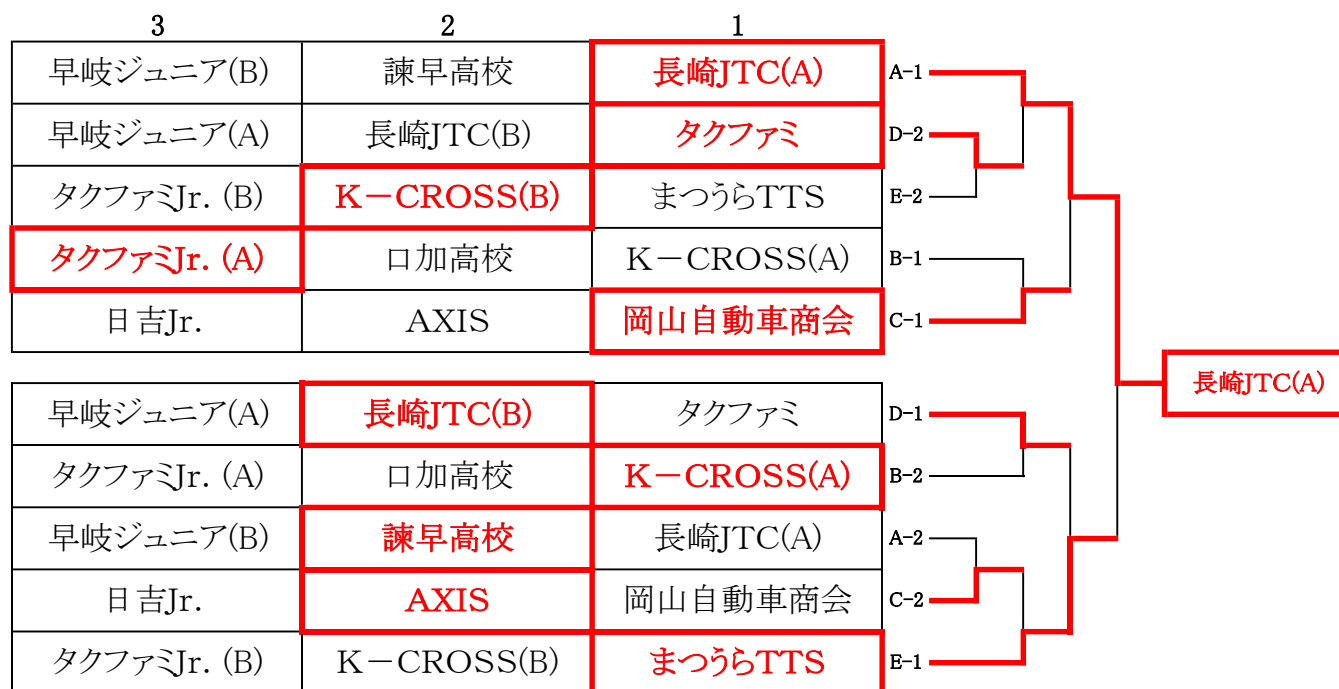 3 2 1
早岐ジュニア(B) 諫早高校 長崎JTC(A) A-1
早岐ジュニア(A) 長崎JTC(B) タクファミ D-2
タクファミJr. (B) K－CROSS(B) まつうらTTS E-2
タクファミJr. (A) 口加高校 K－CROSS(A) B-1
日吉Jr. AXIS 岡山自動車商会 C-1
長崎JTC(A)
早岐ジュニア(A) 長崎JTC(B) タクファミ D-1
タクファミJr. (A) 口加高校 K－CROSS(A) B-2
早岐ジュニア(B) 諫早高校 長崎JTC(A) A-2
日吉Jr. AXIS 岡山自動車商会 C-2
タクファミJr. (B) K－CROSS(B) まつうらTTS E-1